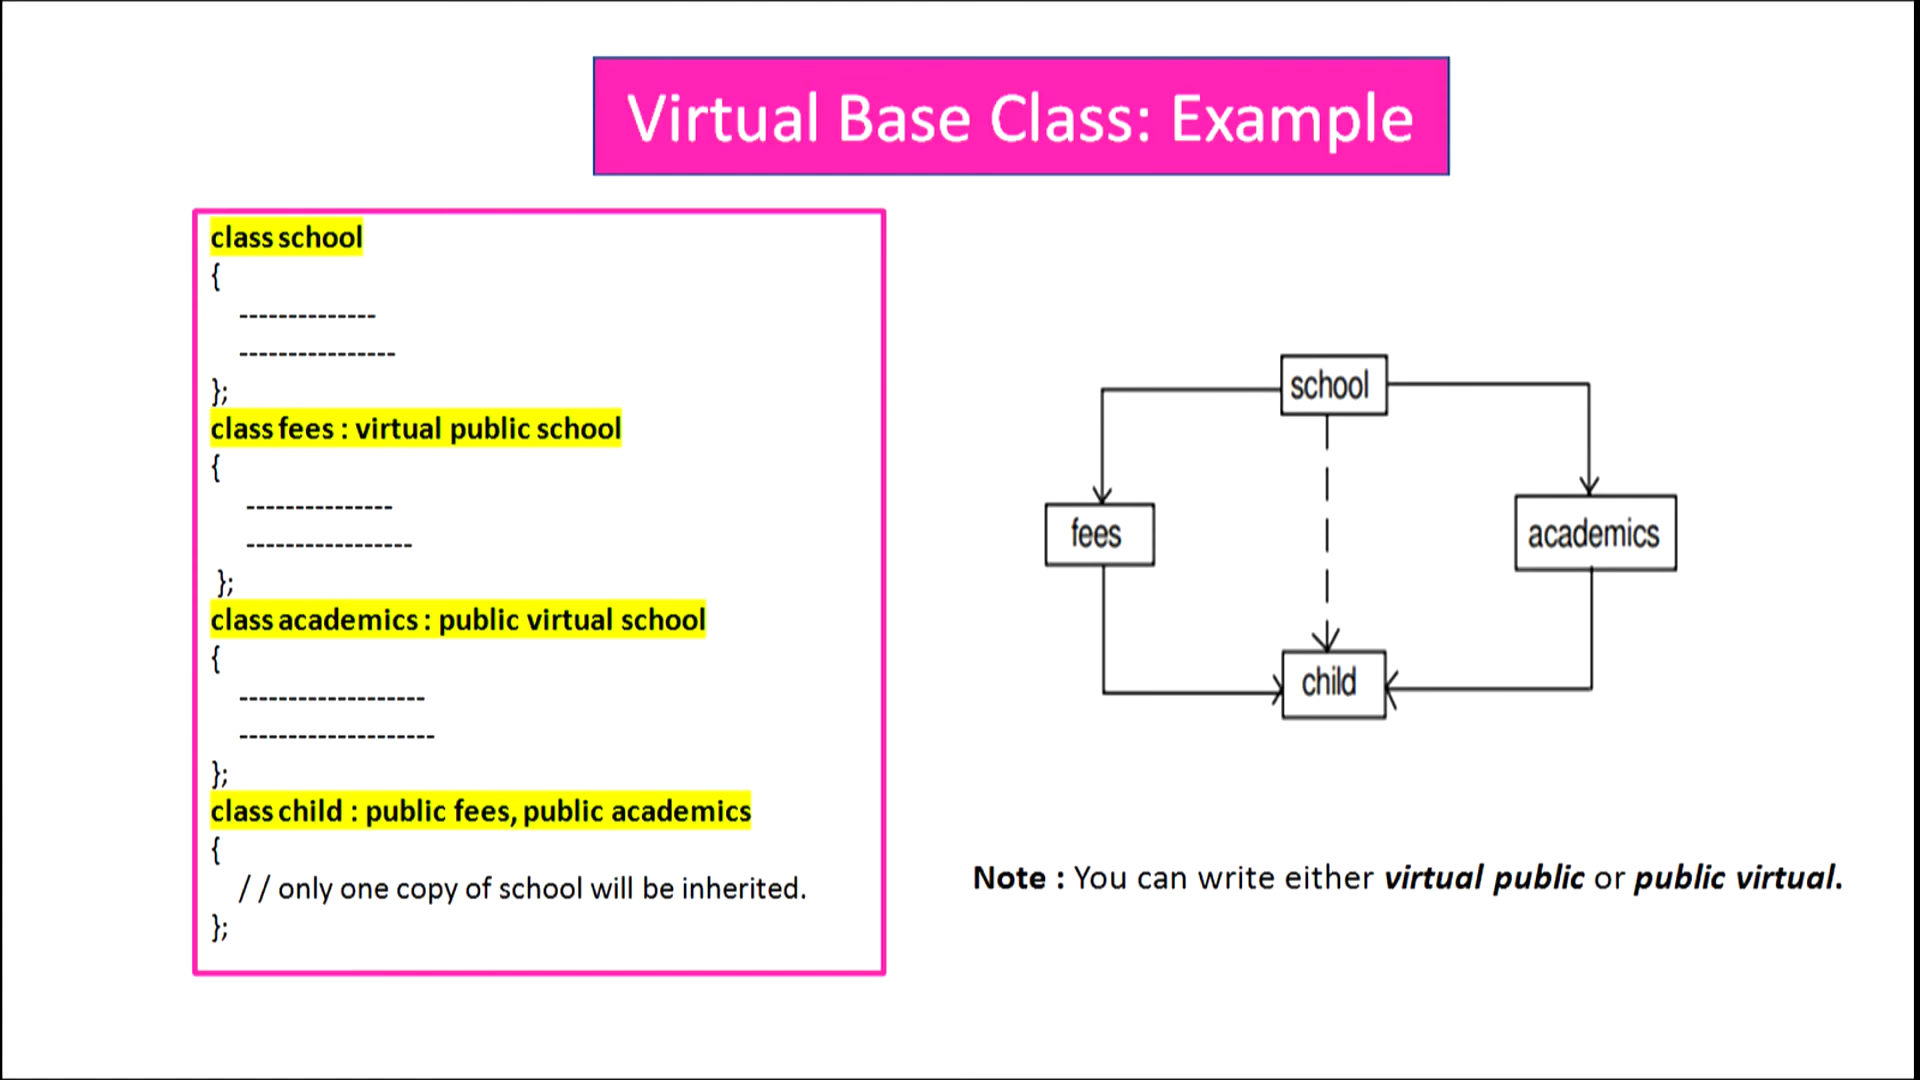 Virtual Base Class: Example
class school
{
--------------
----------------
};
class fees : virtual public school
{
---------------
-----------------
};
class academics : public virtual school
{
-------------------
--------------------
};
class child : public fees, public academics
{
/ / only one copy of school will be inherited.
};
school
fees
academics
child
Note : You can write either virtual public or public virtual.